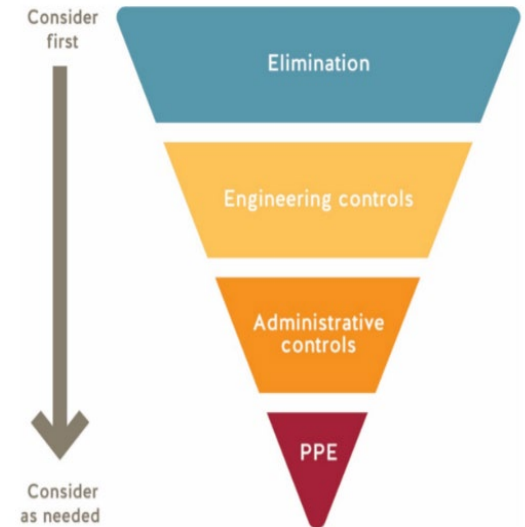 Consider
first
Elimination
Engineering controls
Administrative
controls
PPE
Consider
as needed